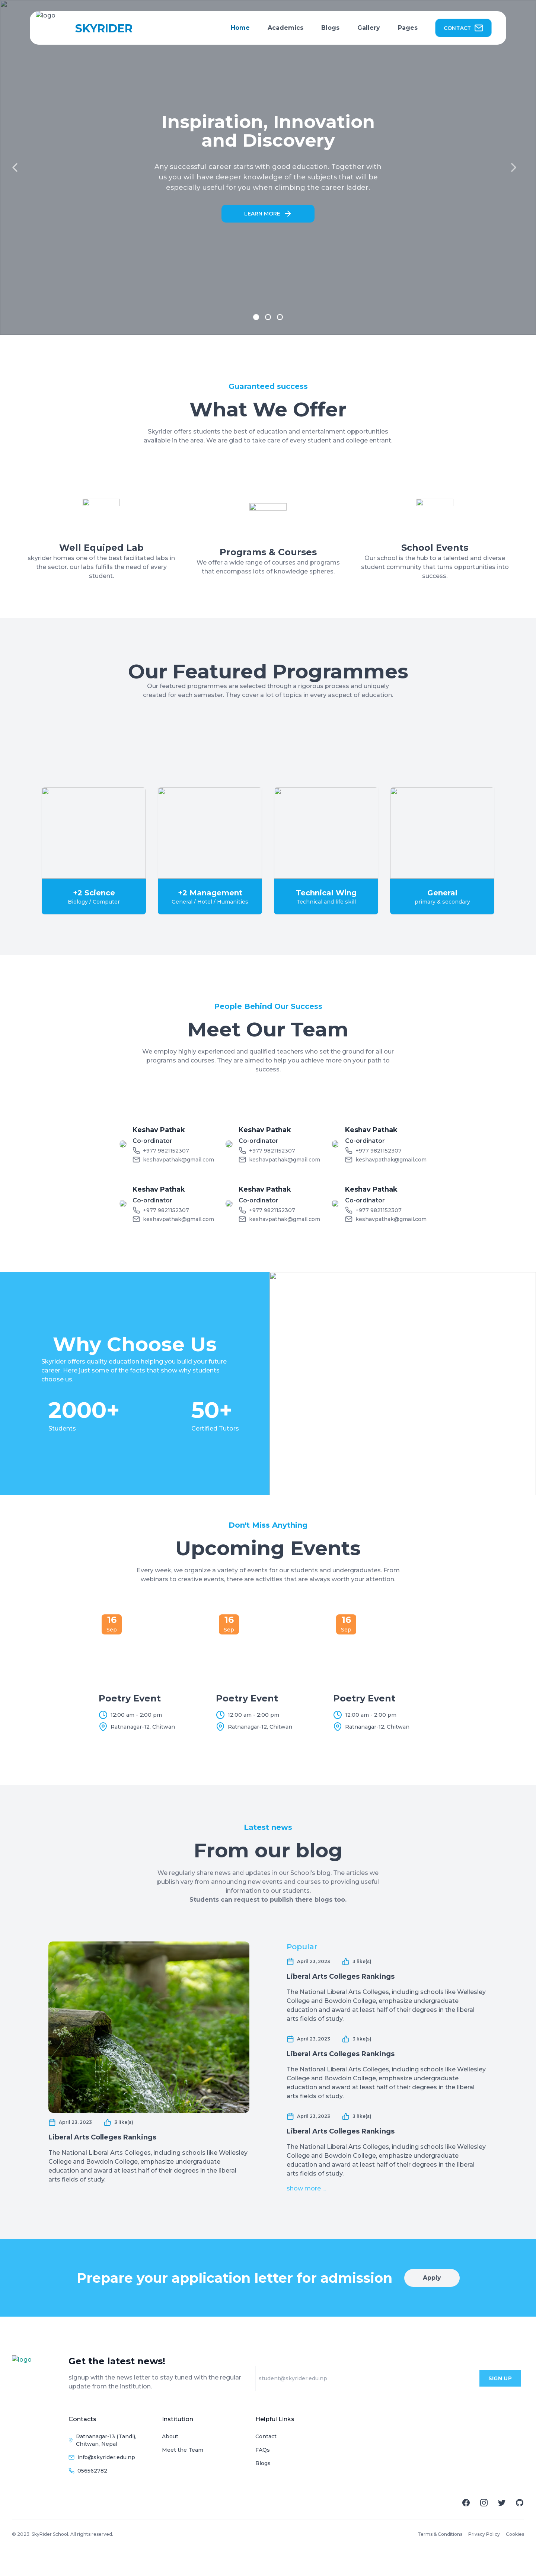 logo
SKYRIDER
Home
Academics
Blogs
Gallery
Pages
CONTACT
Inspiration, Innovation
and Discovery
Any successful career starts with good education. Together with
us you will have deeper knowledge of the subjects that will be
especially useful for you when climbing the career ladder.
LEARN MORE
Guaranteed success
What We Offer
Skyrider offers students the best of education and entertainment opportunities
available in the area. We are glad to take care of every student and college entrant.
Well Equiped Lab
skyrider homes one of the best facilitated labs in
the sector. our labs fulfills the need of every
student.
Programs & Courses
We offer a wide range of courses and programs
that encompass lots of knowledge spheres.
School Events
Our school is the hub to a talented and diverse
student community that turns opportunities into
success.
Our Featured Programmes
Our featured programmes are selected through a rigorous process and uniquely
created for each semester. They cover a lot of topics in every ascpect of education.
+2 Science
Biology / Computer
+2 Management
General / Hotel / Humanities
Technical Wing
Technical and life skill
General
primary & secondary
People Behind Our Success
Meet Our Team
We employ highly experienced and qualified teachers who set the ground for all our
programs and courses. They are aimed to help you achieve more on your path to
success.
Keshav Pathak
Co-ordinator
+977 9821152307
keshavpathak@gmail.com
Keshav Pathak
Co-ordinator
+977 9821152307
keshavpathak@gmail.com
Keshav Pathak
Co-ordinator
+977 9821152307
keshavpathak@gmail.com
Keshav Pathak
Co-ordinator
+977 9821152307
keshavpathak@gmail.com
Keshav Pathak
Co-ordinator
+977 9821152307
keshavpathak@gmail.com
Keshav Pathak
Co-ordinator
+977 9821152307
keshavpathak@gmail.com
Why Choose Us
Skyrider offers quality education helping you build your future
career. Here just some of the facts that show why students
choose us.
2000+
Students
50+
Certified Tutors
Don't Miss Anything
Upcoming Events
Every week, we organize a variety of events for our students and undergraduates. From
webinars to creative events, there are activities that are always worth your attention.
16
Sep
Poetry Event
12:00 am - 2:00 pm
Ratnanagar-12, Chitwan
16
Sep
Poetry Event
12:00 am - 2:00 pm
Ratnanagar-12, Chitwan
16
Sep
Poetry Event
12:00 am - 2:00 pm
Ratnanagar-12, Chitwan
Latest news
From our blog
We regularly share news and updates in our School's blog. The articles we
publish vary from announcing new events and courses to providing useful
information to our students.
Students can request to publish there blogs too.
April 23, 2023
3 like(s)
Liberal Arts Colleges Rankings
The National Liberal Arts Colleges, including schools like Wellesley
College and Bowdoin College, emphasize undergraduate
education and award at least half of their degrees in the liberal
arts fields of study.
Popular
April 23, 2023
3 like(s)
Liberal Arts Colleges Rankings
The National Liberal Arts Colleges, including schools like Wellesley
College and Bowdoin College, emphasize undergraduate
education and award at least half of their degrees in the liberal
arts fields of study.
April 23, 2023
3 like(s)
Liberal Arts Colleges Rankings
The National Liberal Arts Colleges, including schools like Wellesley
College and Bowdoin College, emphasize undergraduate
education and award at least half of their degrees in the liberal
arts fields of study.
April 23, 2023
3 like(s)
Liberal Arts Colleges Rankings
The National Liberal Arts Colleges, including schools like Wellesley
College and Bowdoin College, emphasize undergraduate
education and award at least half of their degrees in the liberal
arts fields of study.
show more ...
Prepare your application letter for admission
Apply
logo
Get the latest news!
signup with the news letter to stay tuned with the regular
update from the institution.
student@skyrider.edu.np
SIGN UP
Contacts
Ratnanagar-13 (Tandi),
Chitwan, Nepal
info@skyrider.edu.np
056562782
Institution
About
Meet the Team
Helpful Links
Contact
FAQs
Blogs
© 2023. SkyRider School. All rights reserved.
Terms & Conditions
Privacy Policy
Cookies